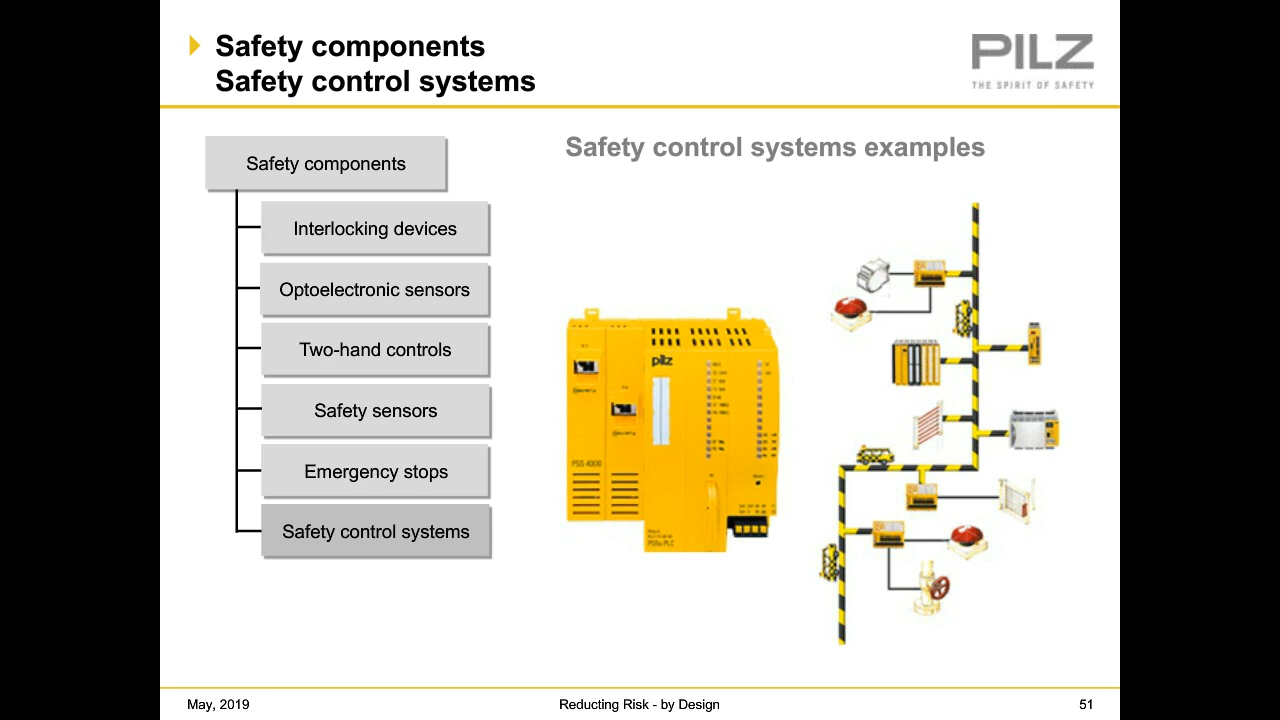 Safety components
Safety control systems
PILZ
THE SPIRIT OF SAFETY
Safety components
Interlocking devices
Optoelectronic sensors
Two-hand controls
Safety sensors
Emergency stops
Safety control systems
Safety control systems examples
pilz
PSS 4000
May, 2019
Reducting Risk - by Design
51